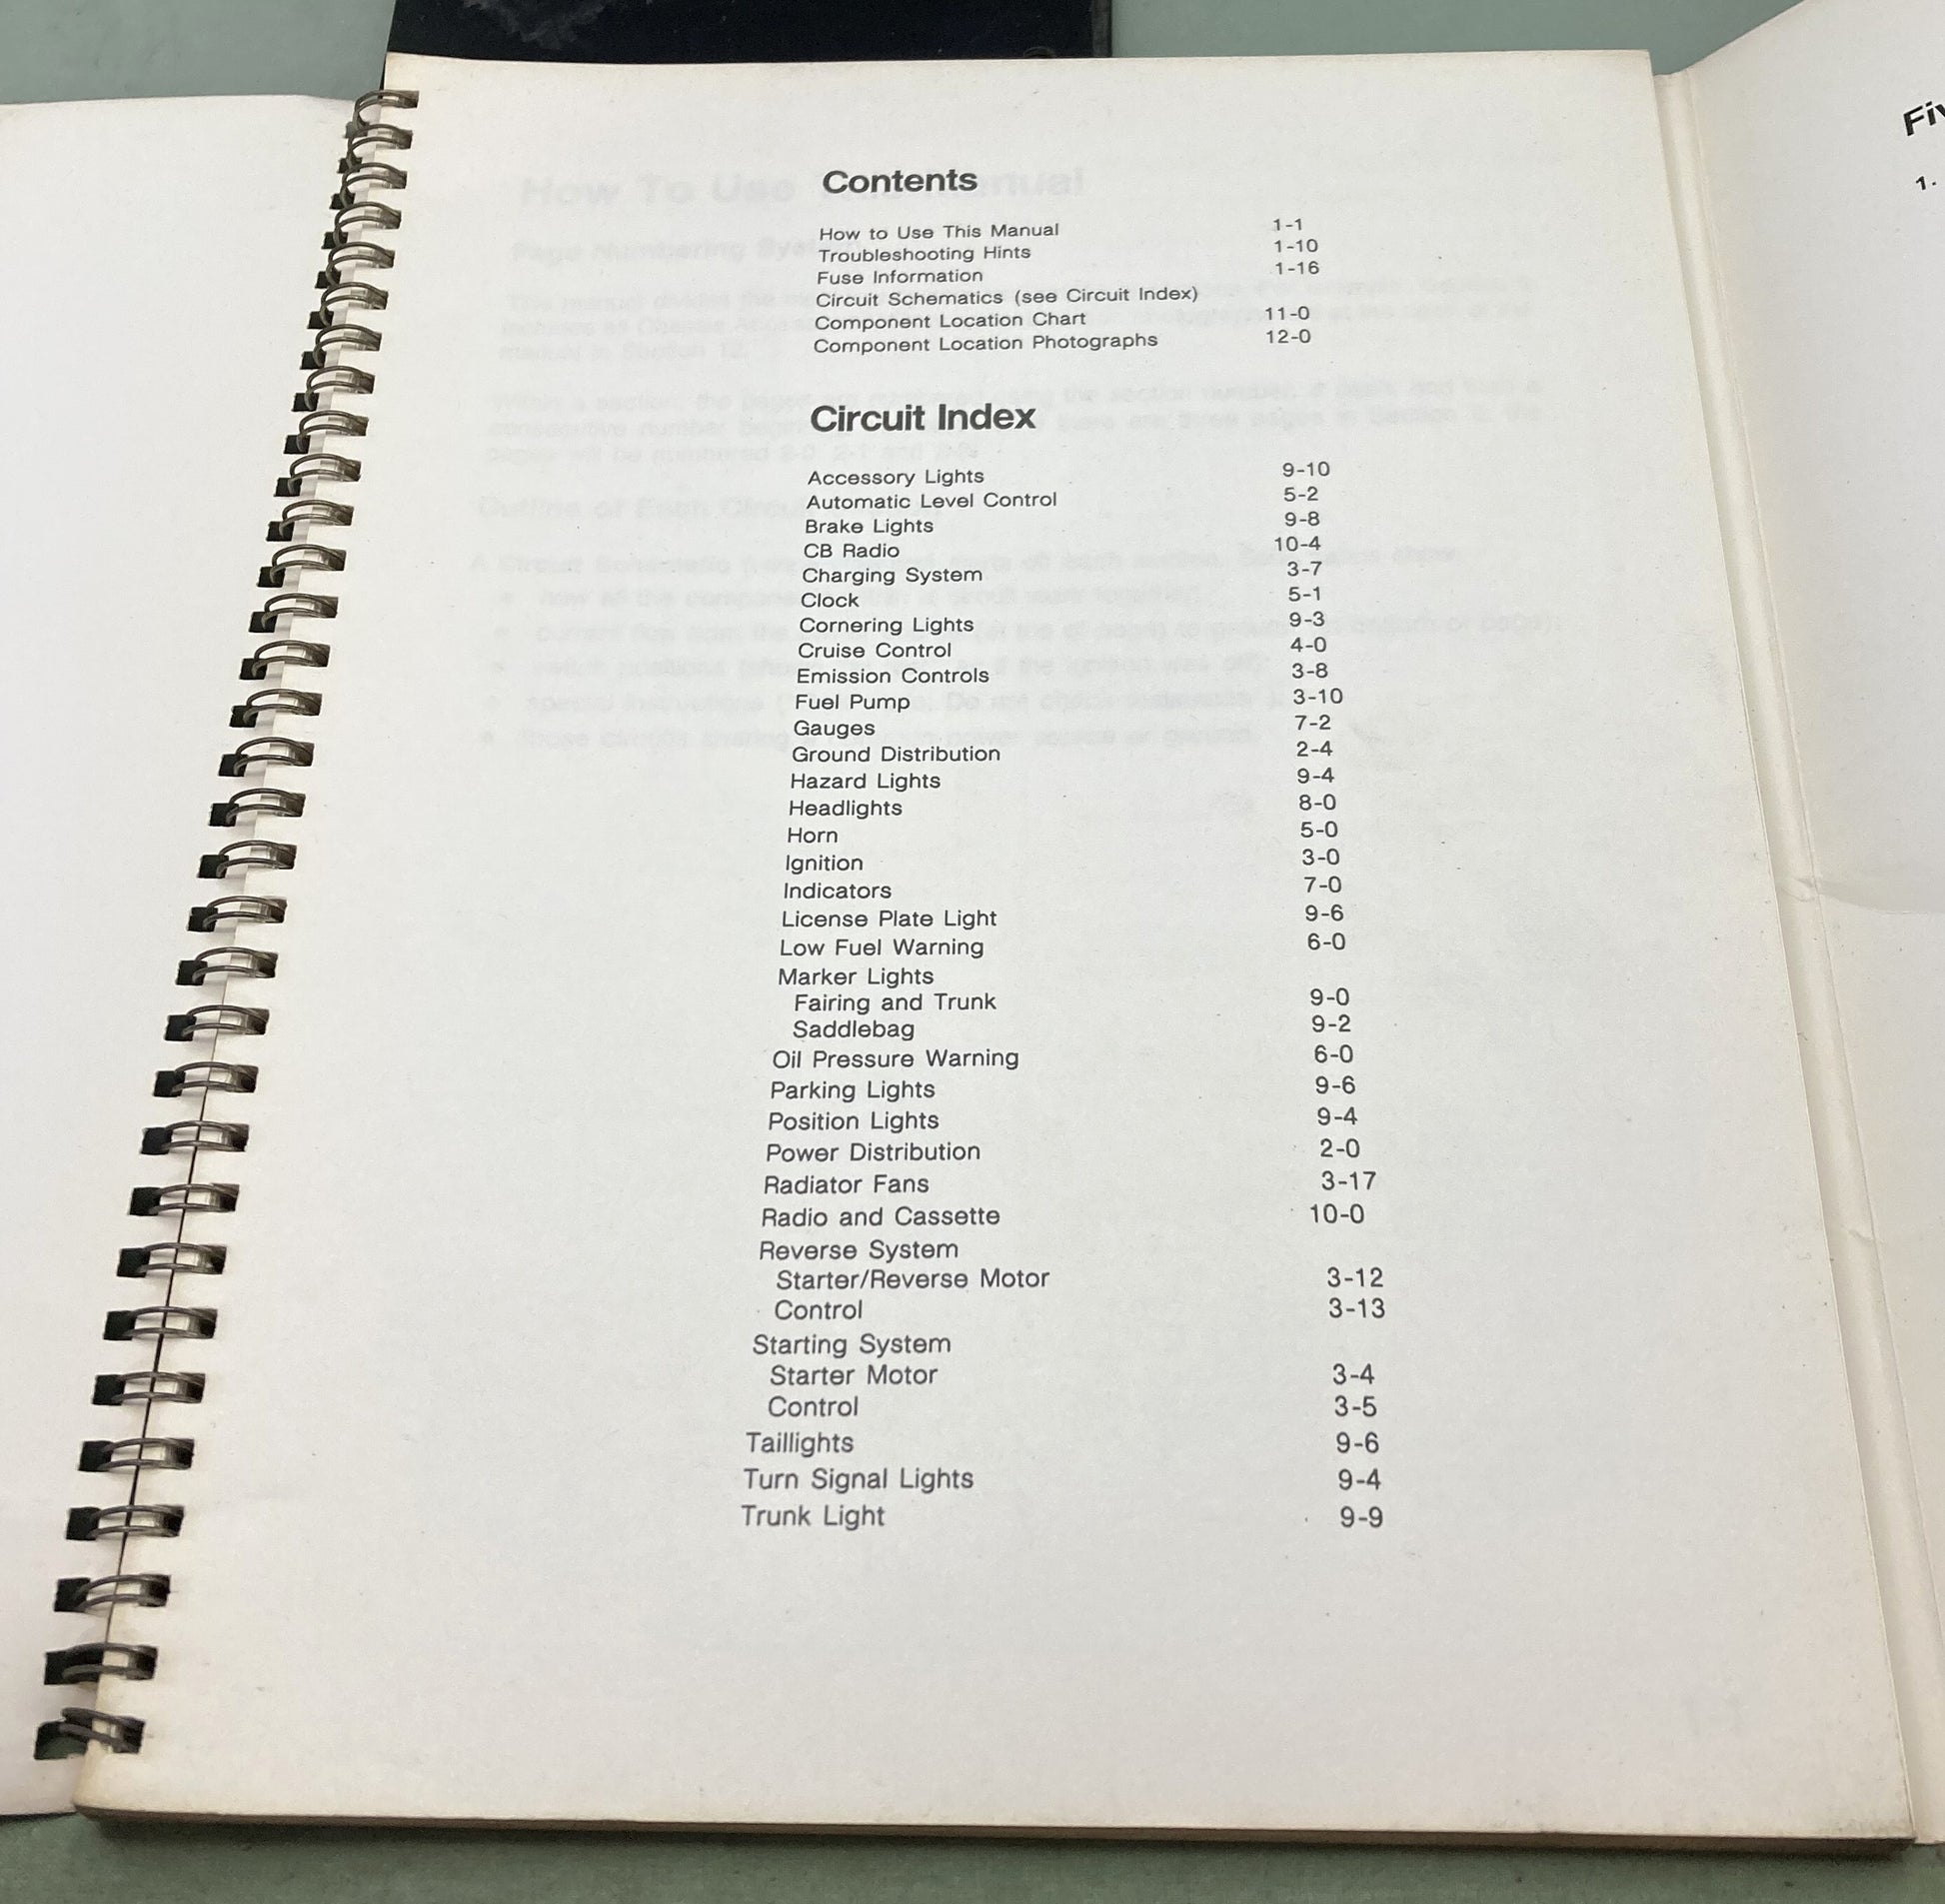 Contents
How to Use This Manual 1-1
Troubleshooting Hints 1-10
Fuse Information 1-16
Circuit Schematics (see Circuit Index)
Component Location Chart 11-0
Component Location Photographs 12-0
Circuit Index
Accessory Lights 9-10
Automatic Level Control 5-2
Brake Lights 9-8
CB Radio 10-4
Charging System 3-7
Clock 5-1
Cornering Lights 9-3
Cruise Control 4-0
Emission Controls 3-8
Fuel Pump 3-10
Gauges 7-2
Ground Distribution 2-4
Hazard Lights 9-4
Headlights 8-0
Horn 5-0
Ignition 3-0
Indicators 7-0
License Plate Light 9-6
Low Fuel Warning 6-0
Marker Lights
Fairing and Trunk 9-0
Saddlebag 9-2
Oil Pressure Warning 6-0
Parking Lights 9-6
Position Lights 9-4
Power Distribution 2-0
Radiator Fans 3-17
Radio and Cassette 10-0
Reverse System
Starter/Reverse Motor 3-12
Control 3-13
Starting System
Starter Motor 3-4
Control 3-5
Taillights 9-6
Turn Signal Lights 9-4
Trunk Light 9-9
1.